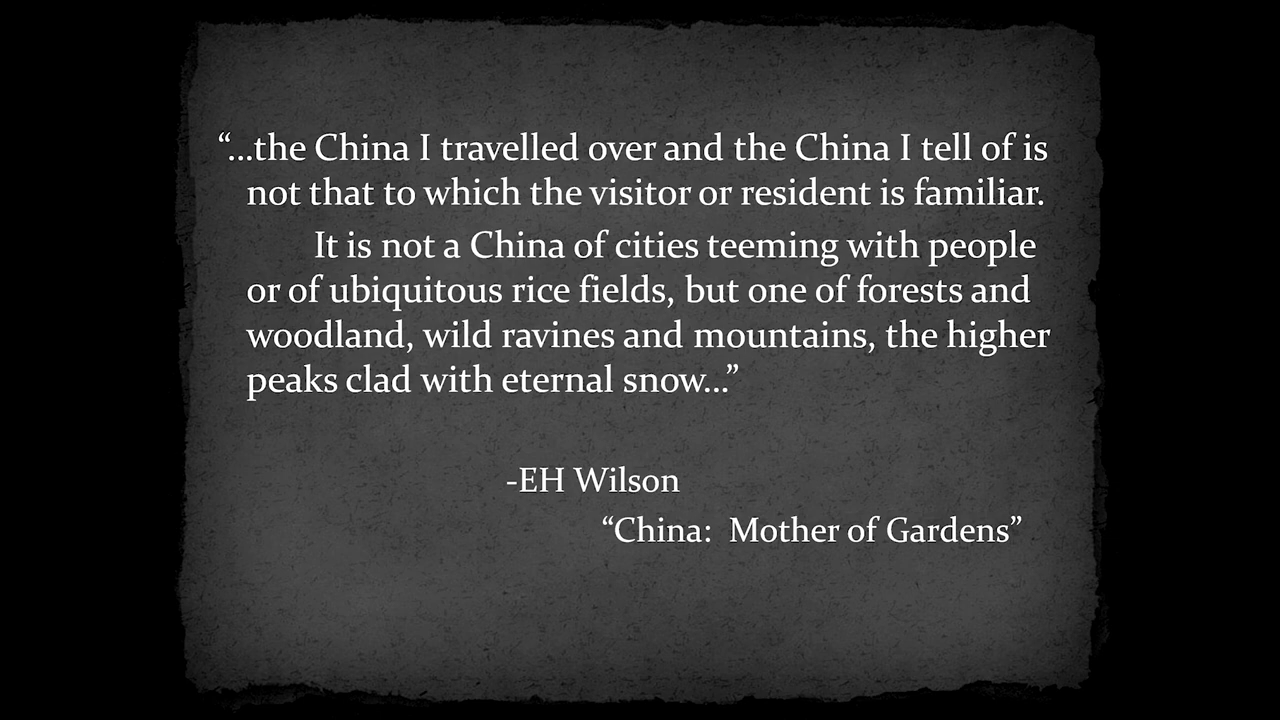 “...the China I travelled over and the China I tell of is
not that to which the visitor or resident is familiar.
It is not a China of cities teeming with people
or of ubiquitous rice fields, but one of forests and
woodland, wild ravines and mountains, the higher
peaks clad with eternal snow...”
-EH Wilson
“China:  Mother of Gardens”